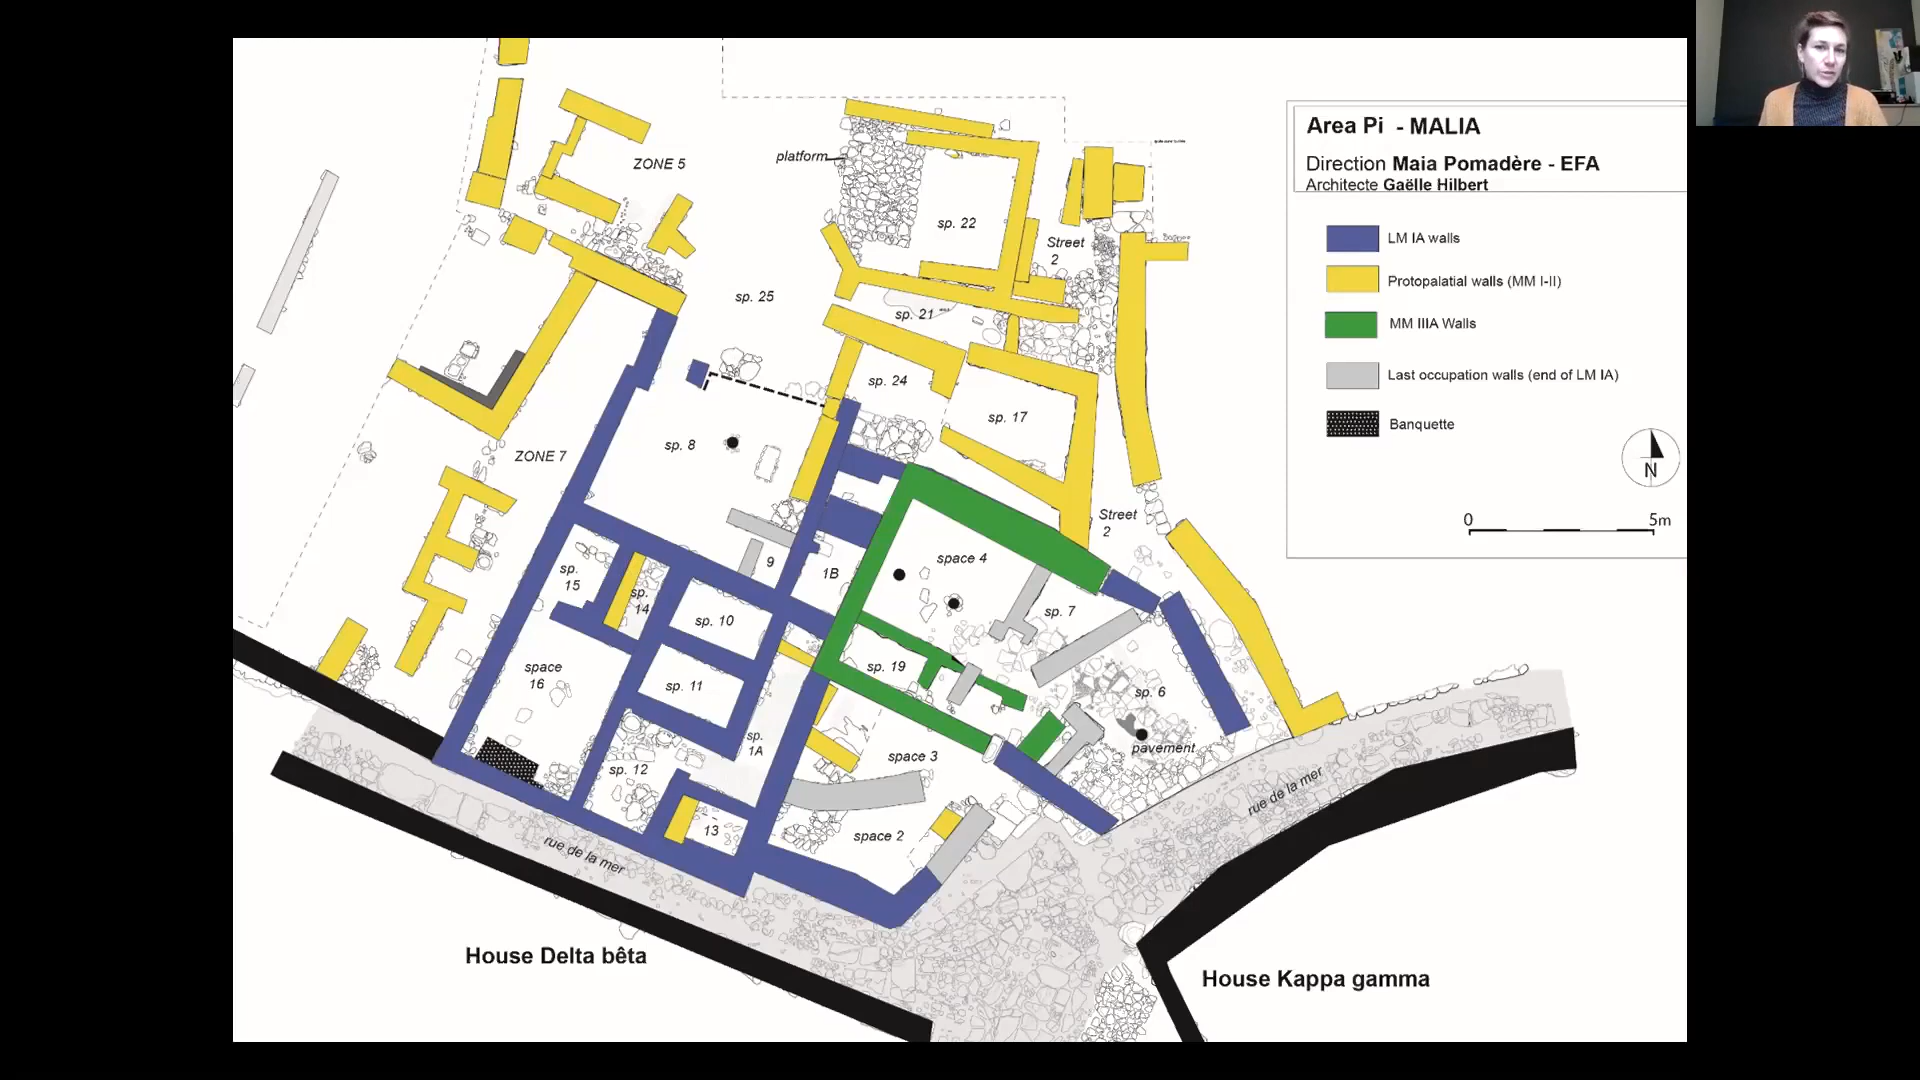 Area Pi - MALIA
Direction Maia Pomadère - EFA
Architecte Gaëlle Hilbert
LM IA walls
Protopalatial walls (MM I-II)
MM IIIA Walls
Last occupation walls (end of LM IA)
Banquette
N
0 5m
ZONE 5
platform
sp. 22
Street
2
sp. 25
sp. 21
sp. 24
sp. 17
sp. 8
ZONE 7
Street
2
space 4
9
1B
sp.
15
sp.
14
sp. 10
sp. 7
sp. 19
space
16
sp. 11
sp. 6
sp.
1A
pavement
space 3
sp. 12
13
space 2
rue de la mer
rue de la mer
House Delta bêta
House Kappa gamma